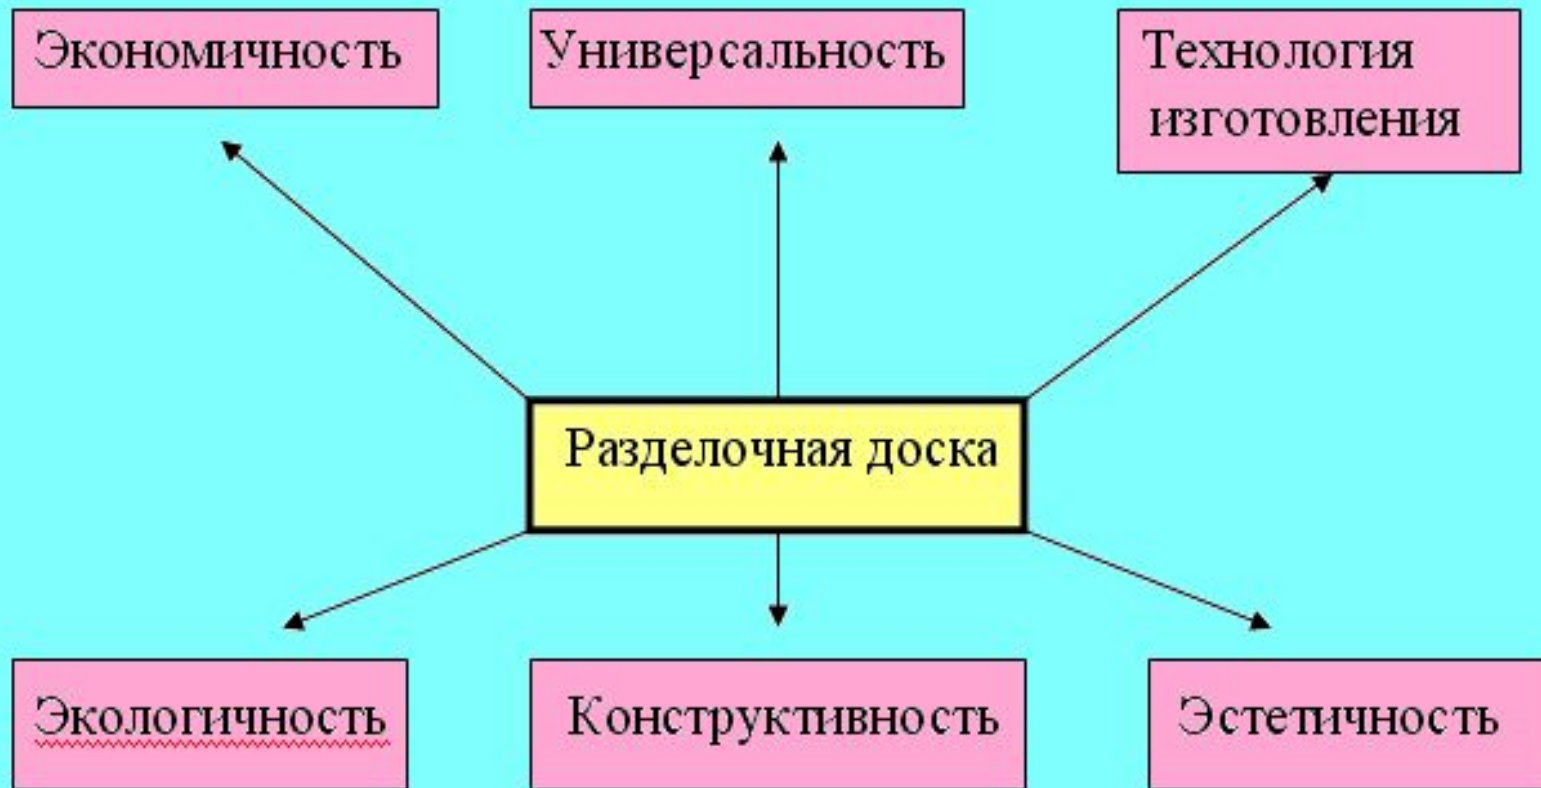 Экономичность
Универсальность
Технология
изготовления
Разделочная доска
Экологичность
Конструктивность
Эстетичность